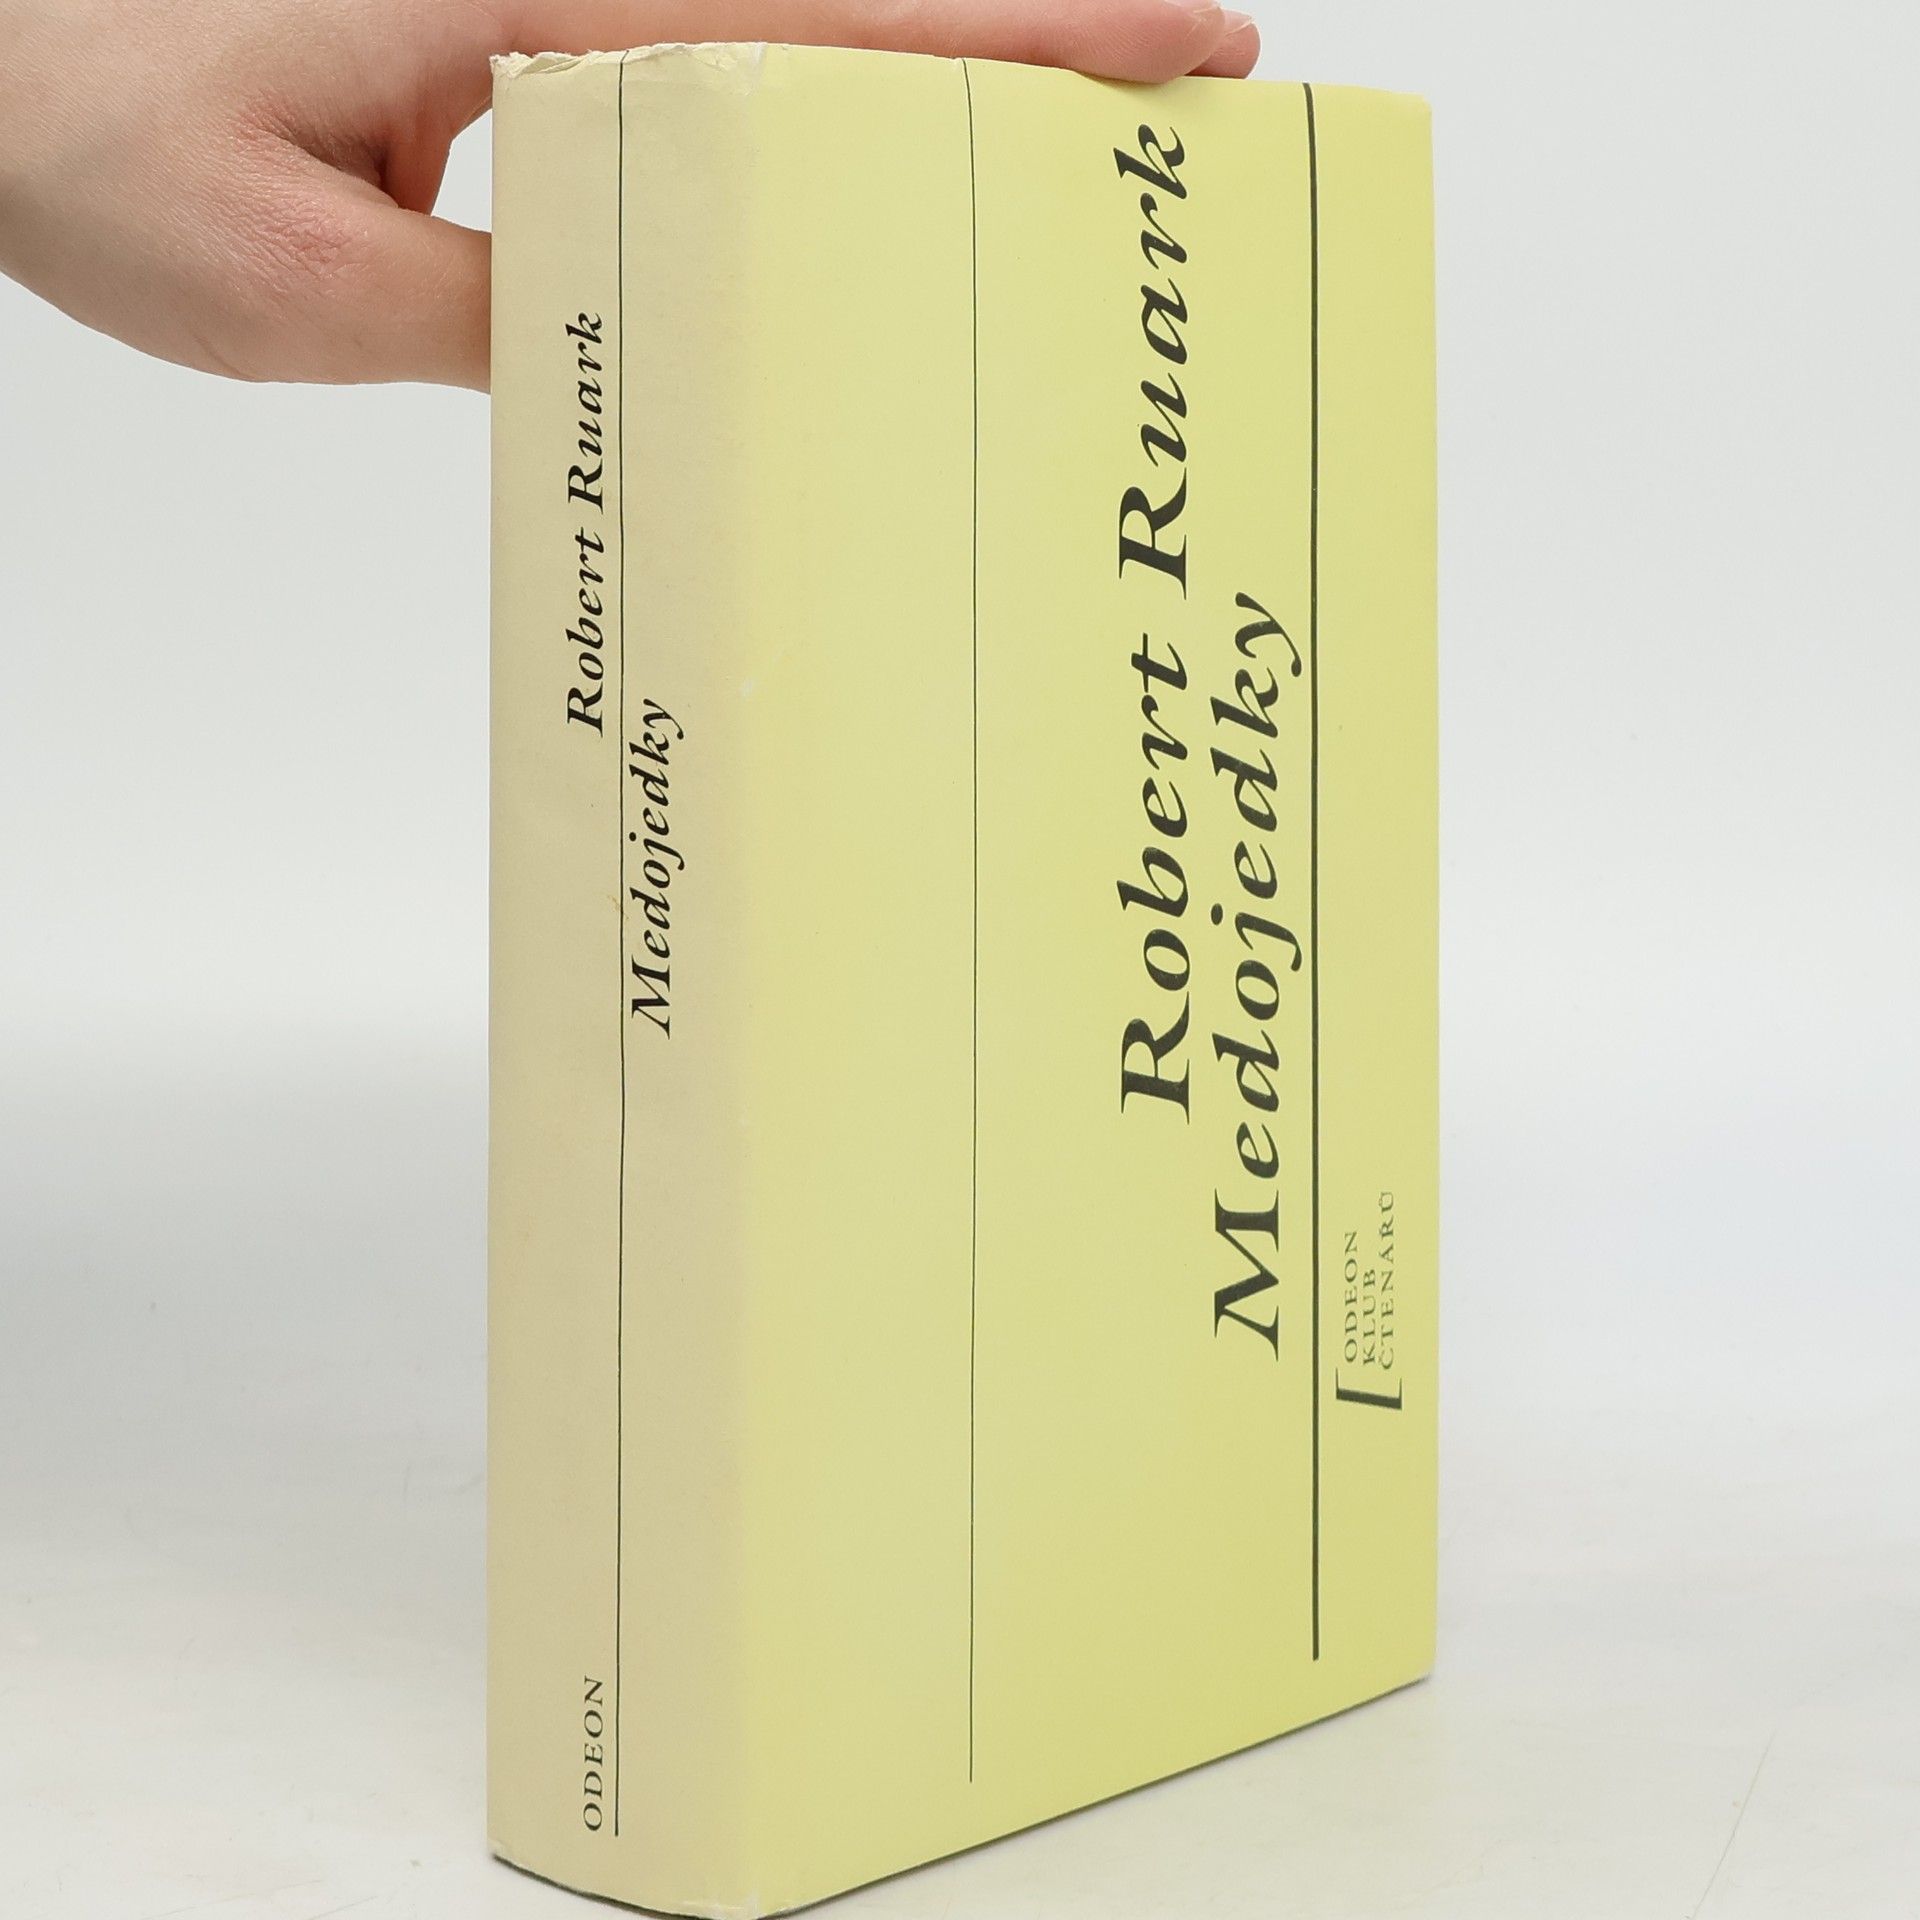 Robert Ruark
Medojedky
ODEON
Robert Ruark
Medojedky
ODEON
KLUB
ČTENÁŘŮ